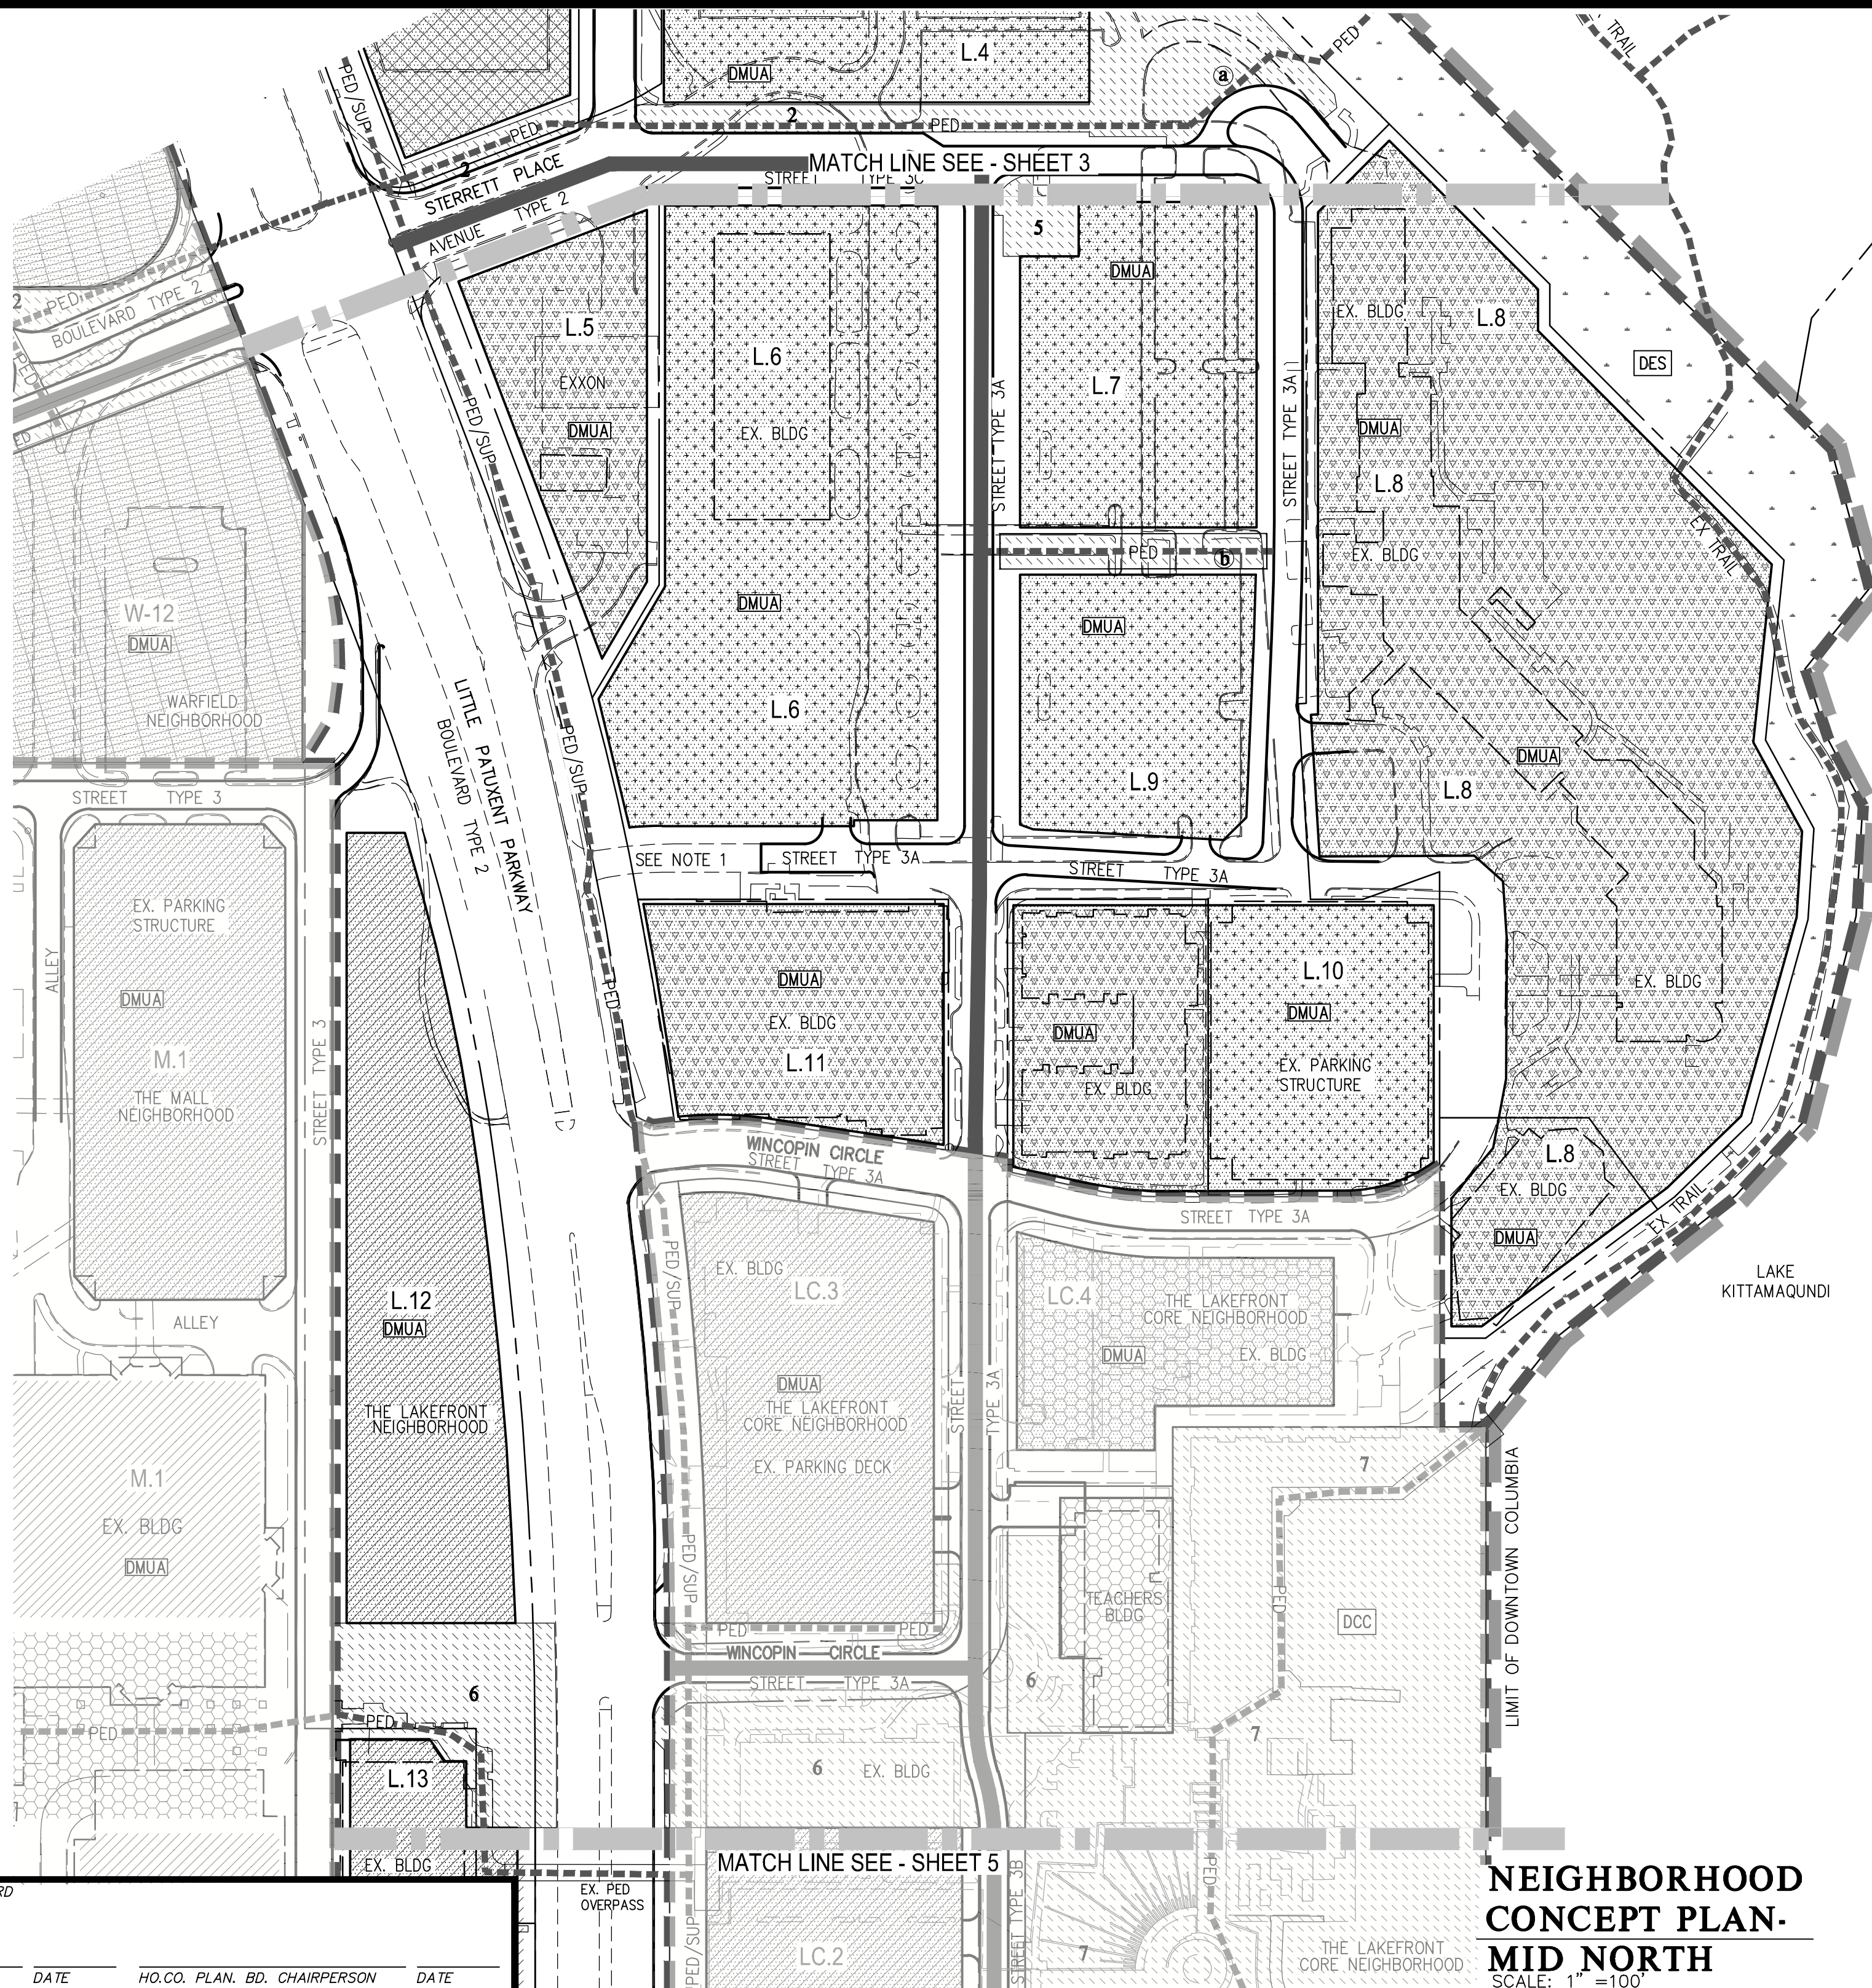 L.4
DMUA
PED
TRAIL
PED/SUP
a
2
PED
PED
2
MATCH LINE SEE - SHEET 3
STERRETT PLACE
STREET TYPE 3C
AVENUE TYPE 2
5
2
PED
BOULEVARD TYPE 2
PED
DMUA
L.5
EX. BLDG
L.8
L.6
DES
EXXON
L.7
STREET TYPE 3A
STREET TYPE 3A
PED/SUP
DMUA
EX. BLDG
DMUA
L.8
EX TRAIL
PED
b
EX. BLDG
W-12
DMUA
DMUA
DMUA
WARFIELD
NEIGHBORHOOD
L.6
LITTLE PATUXENT PARKWAY
BOULEVARD TYPE 2
PED/SUP
DMUA
L.9
L.8
STREET TYPE 3
SEE NOTE 1
STREET TYPE 3A
STREET TYPE 3A
EX. PARKING
STRUCTURE
ALLEY
DMUA
DMUA
L.10
EX. BLDG
PED
DMUA
EX. BLDG
DMUA
M.1
L.11
EX. PARKING
STRUCTURE
EX. BLDG
THE MALL
NEIGHBORHOOD
STREET TYPE 3
WINCOPIN CIRCLE
STREET TYPE 3A
L.8
EX. BLDG
EX TRAIL
STREET TYPE 3A
DMUA
PED/SUP
EX. BLDG
LC.3
LC.4
THE LAKEFRONT
CORE NEIGHBORHOOD
LAKE
KITTAMAQUNDI
L.12
DMUA
ALLEY
DMUA
EX. BLDG
DMUA
THE LAKEFRONT
NEIGHBORHOOD
THE LAKEFRONT
CORE NEIGHBORHOOD
STREET TYPE 3A
EX. PARKING DECK
7
LIMIT OF DOWNTOWN COLUMBIA
M.1
EX. BLDG
DMUA
PED/SUP
TEACHERS
BLDG
PED
DCC
PED
PED
WINCOPIN CIRCLE
STREET TYPE 3A
6
6
7
PED
PED
6
EX. BLDG
L.13
EX. BLDG
MATCH LINE SEE - SHEET 5
PED
EX. PED
OVERPASS
PED/SUP
STREET TYPE 3B
LC.2
7
THE LAKEFRONT
CORE NEIGHBORHOOD
NEIGHBORHOOD
CONCEPT PLAN-
MID NORTH
SCALE: 1" =100'
RD
DATE
HO.CO. PLAN. BD. CHAIRPERSON
DATE